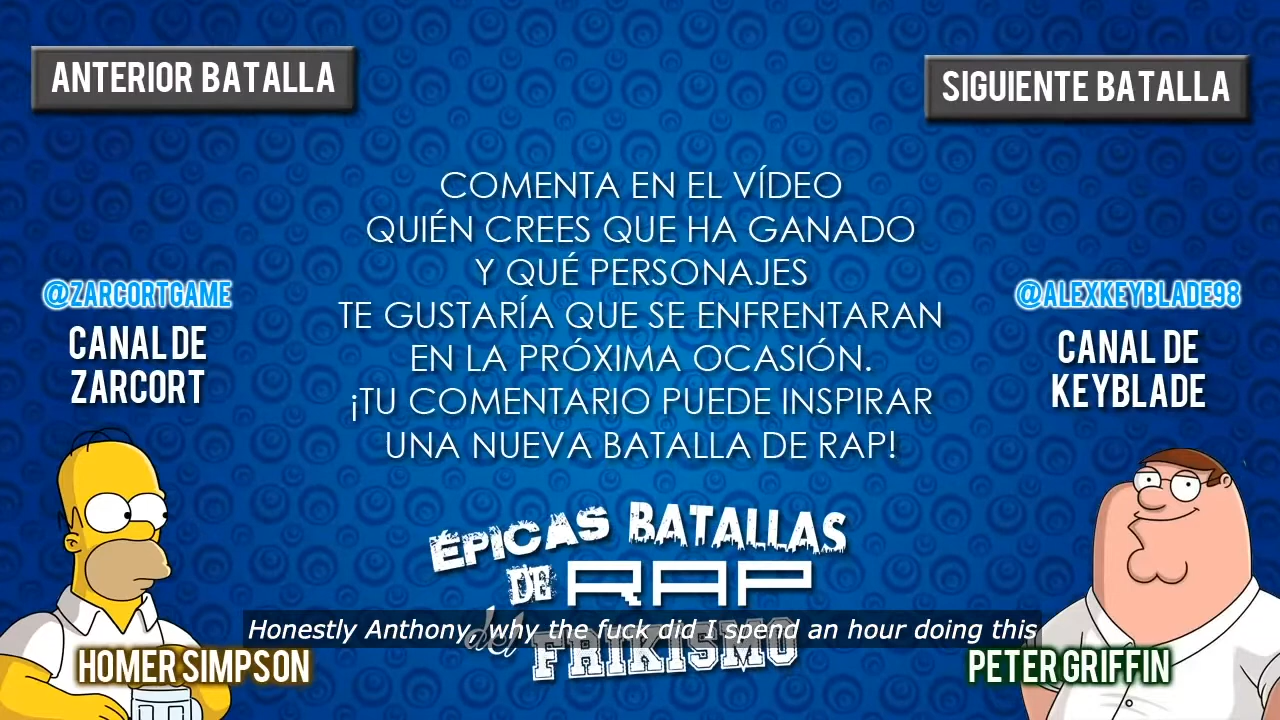 ANTERIOR BATALLA
SIGUIENTE BATALLA
COMENTA EN EL VÍDEO
QUIÉN CREES QUE HA GANADO
Y QUÉ PERSONAJES
TE GUSTARÍA QUE SE ENFRENTARAN
EN LA PRÓXIMA OCASIÓN.
¡TU COMENTARIO PUEDE INSPIRAR
UNA NUEVA BATALLA DE RAP!
@ZARCORTGAME
CANAL DE
ZARCORT
@ALEXKEYBLADE98
CANAL DE
KEYBLADE
ÉPICAS BATALLAS
DE RAP
del FRIKISMO
Honestly Anthony, why the fuck did I spend an hour doing this
HOMER SIMPSON
PETER GRIFFIN